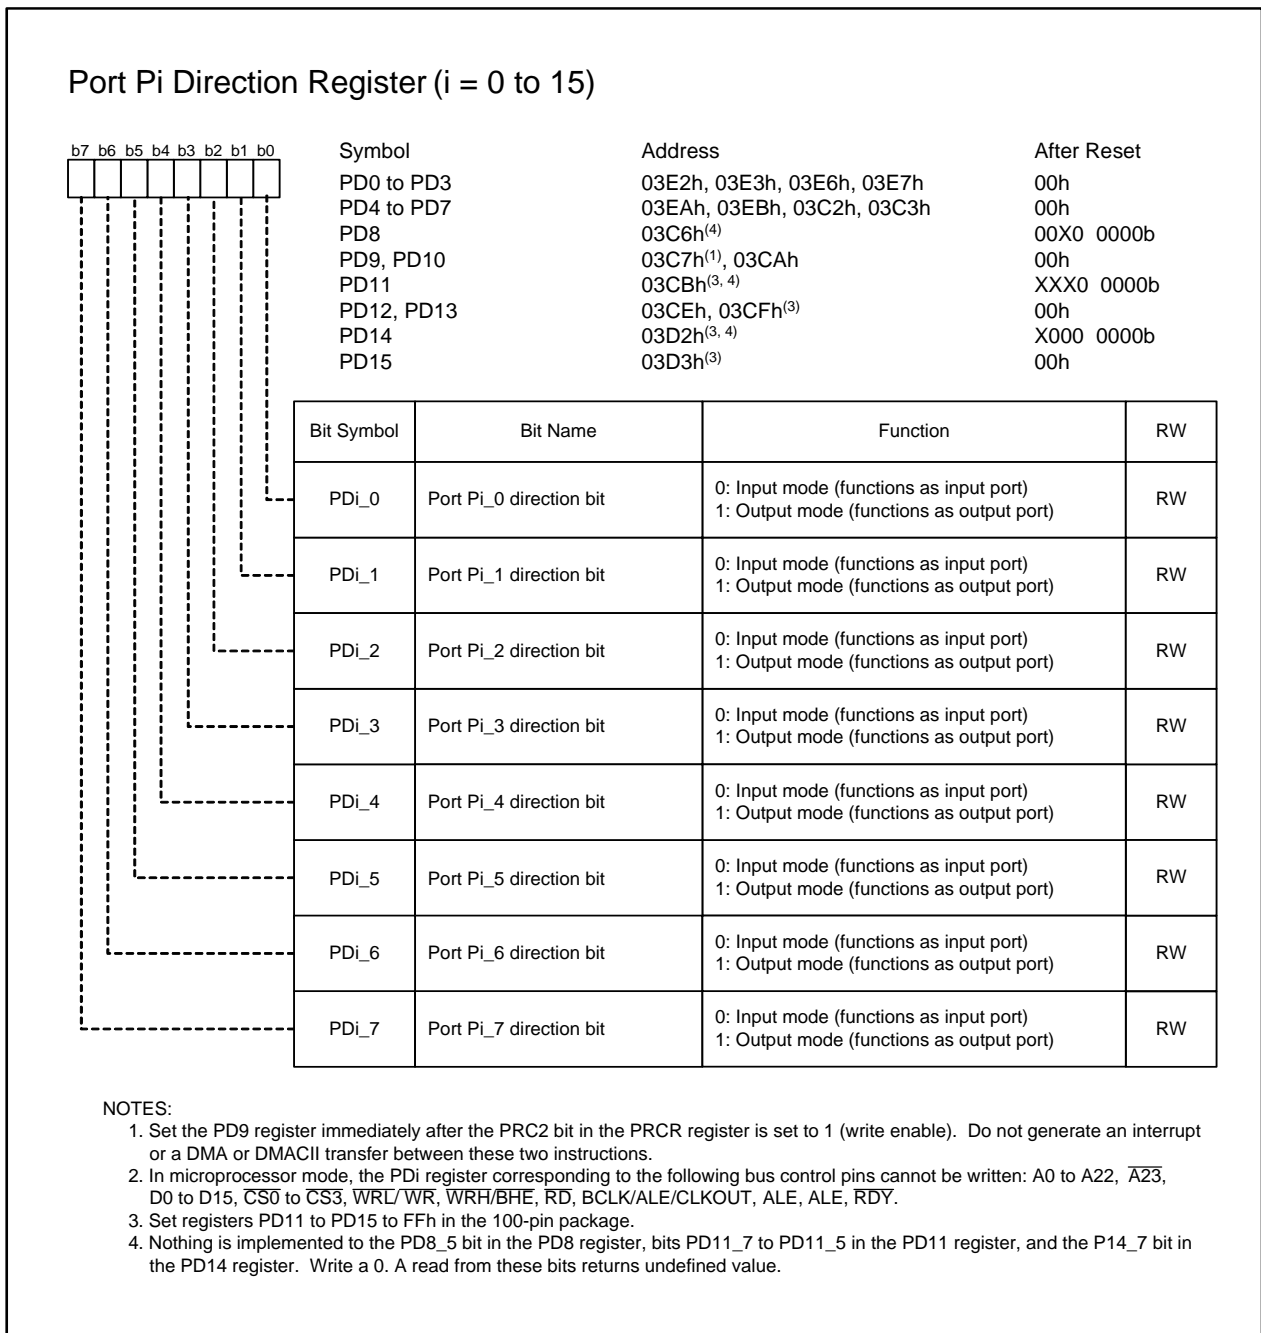 Port Pi Direction Register (i = 0 to 15)
b7 b6 b5 b4 b3 b2 b1 b0
Symbol Address After Reset
PD0 to PD3 03E2h, 03E3h, 03E6h, 03E7h 00h
PD4 to PD7 03EAh, 03EBh, 03C2h, 03C3h 00h
PD8 03C6h(4) 00X0 0000b
PD9, PD10 03C7h(1), 03CAh 00h
PD11 03CBh(3, 4) XXX0 0000b
PD12, PD13 03CEh, 03CFh(3) 00h
PD14 03D2h(3, 4) X000 0000b
PD15 03D3h(3) 00h
Bit Symbol Bit Name Function RW
PDi_0 Port Pi_0 direction bit 0: Input mode (functions as input port) RW
1: Output mode (functions as output port)
PDi_1 Port Pi_1 direction bit 0: Input mode (functions as input port) RW
1: Output mode (functions as output port)
PDi_2 Port Pi_2 direction bit 0: Input mode (functions as input port) RW
1: Output mode (functions as output port)
PDi_3 Port Pi_3 direction bit 0: Input mode (functions as input port) RW
1: Output mode (functions as output port)
PDi_4 Port Pi_4 direction bit 0: Input mode (functions as input port) RW
1: Output mode (functions as output port)
PDi_5 Port Pi_5 direction bit 0: Input mode (functions as input port) RW
1: Output mode (functions as output port)
PDi_6 Port Pi_6 direction bit 0: Input mode (functions as input port) RW
1: Output mode (functions as output port)
PDi_7 Port Pi_7 direction bit 0: Input mode (functions as input port) RW
1: Output mode (functions as output port)
NOTES:
1. Set the PD9 register immediately after the PRC2 bit in the PRCR register is set to 1 (write enable). Do not generate an interrupt
or a DMA or DMACII transfer between these two instructions.
2. In microprocessor mode, the PDi register corresponding to the following bus control pins cannot be written: A0 to A22, A23,
D0 to D15, CS0 to CS3, WRL/ WR, WRH/BHE, RD, BCLK/ALE/CLKOUT, ALE, ALE, RDY.
3. Set registers PD11 to PD15 to FFh in the 100-pin package.
4. Nothing is implemented to the PD8_5 bit in the PD8 register, bits PD11_7 to PD11_5 in the PD11 register, and the P14_7 bit in
the PD14 register. Write a 0. A read from these bits returns undefined value.